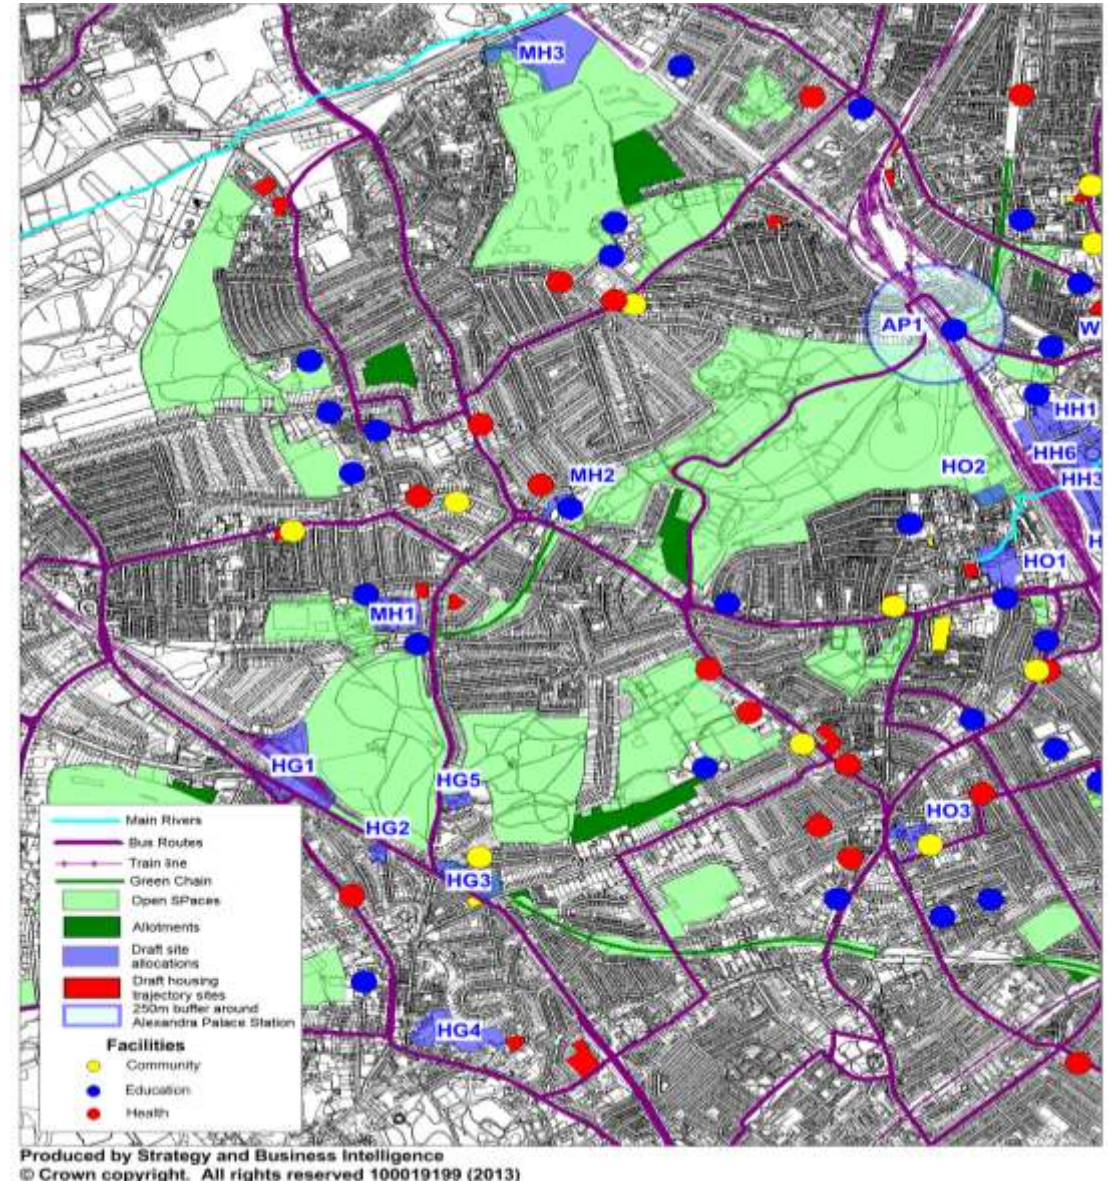 MH3
AP1
W
HH1
HH6
HH3
HO2
MH2
H
HO1
MH1
HG1
HG5
HO3
HG2
HG3
HG4
Main Rivers
Bus Routes
Train line
Green Chain
Open SPaces
Allotments
Draft site
allocations
Draft housing
trajectory sites
250m buffer around
Alexandra Palace Station
Facilities
Community
Education
Health
Produced by Strategy and Business Intelligence
© Crown copyright. All rights reserved 100019199 (2013)